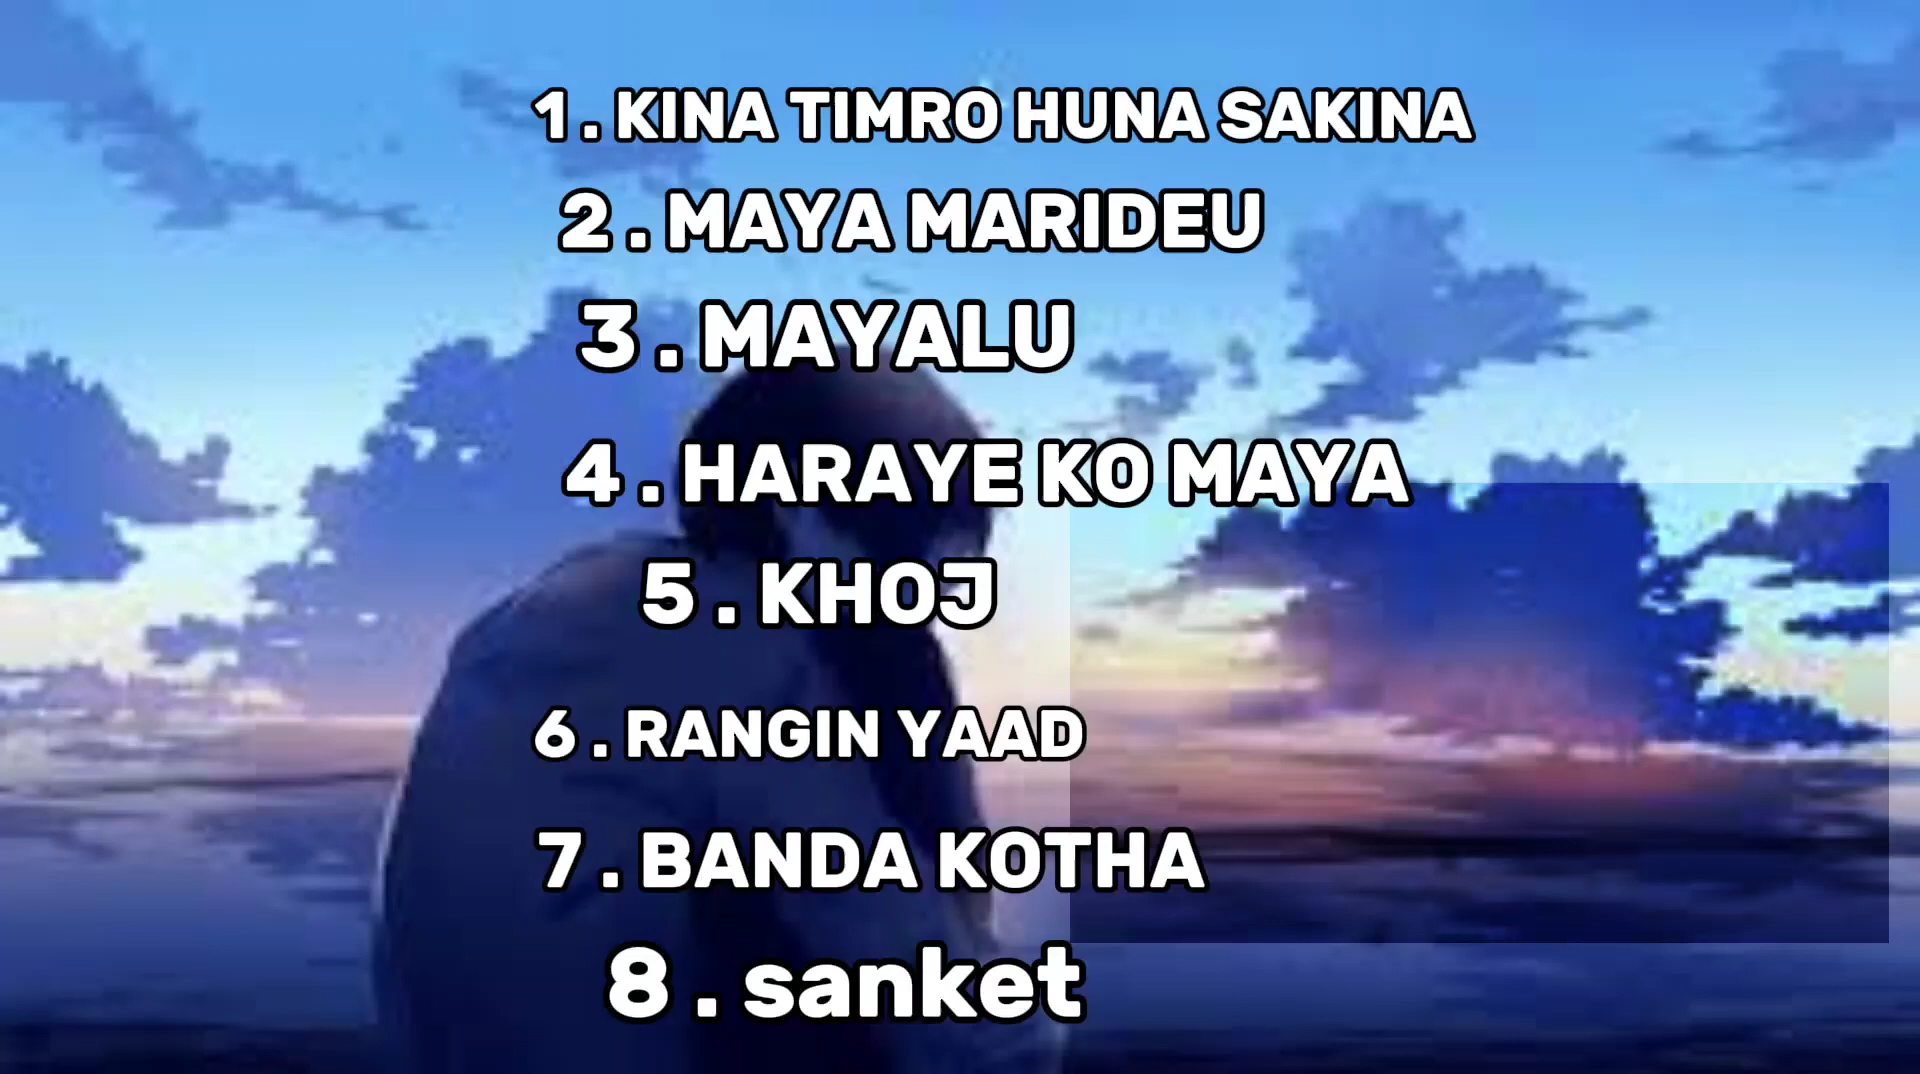 1 . KINA TIMRO HUNA SAKINA
2 . MAYA MARIDEU
3 . MAYALU
4 . HARAYE KO MAYA
5 . KHOJ
6 . RANGIN YAAD
7 . BANDA KOTHA
8 . sanket